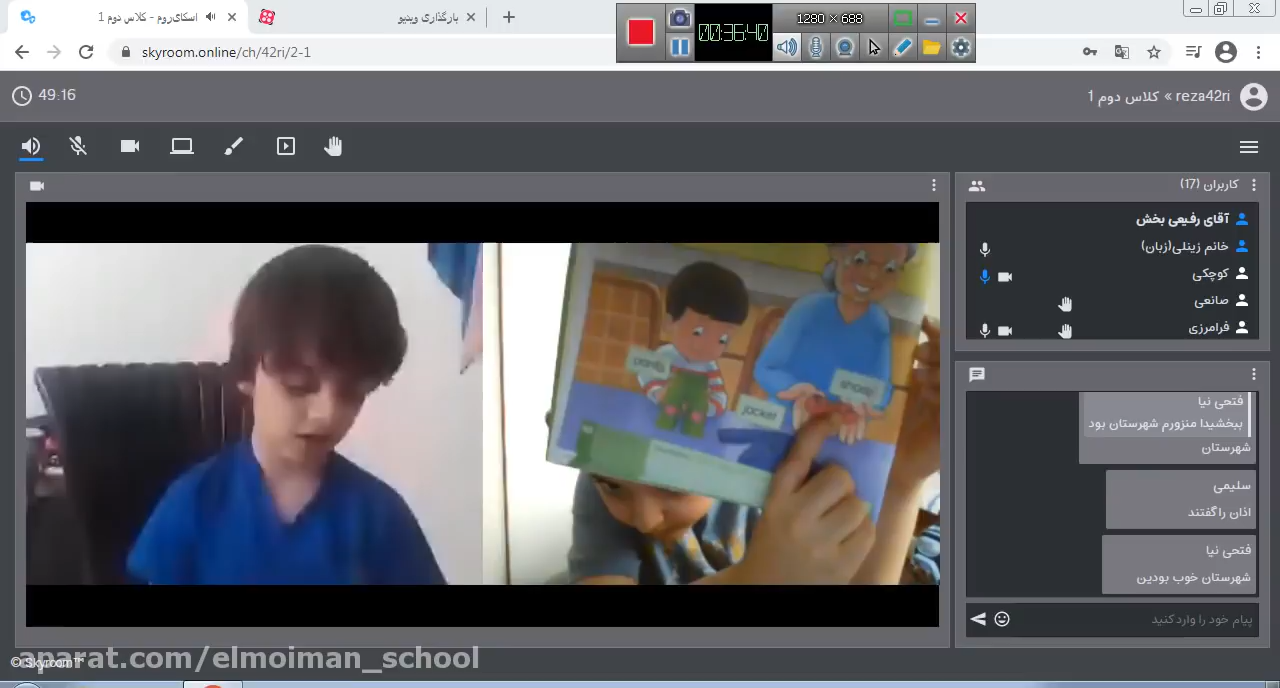 اسکای‌روم - کلاس دوم 1
بارگذاری ویدیو
00:36:40
1280 × 688
skyroom.online/ch/42ri/2-1
49:16
reza42ri » کلاس دوم 1
کاربران (17)
آقای رفیعی بخش
خانم زینلی(زبان)
کوچکی
صانعی
فرامرزی
pants
jacket
shoes
فتحی نیا
ببخشیدا منزورم شهرستان بود
شهرستان
سلیمی
اذان راگفتند
فتحی نیا
شهرستان خوب بودین
پیام خود را وارد کنید
© Skyroom™
aparat.com/elmoiman_school